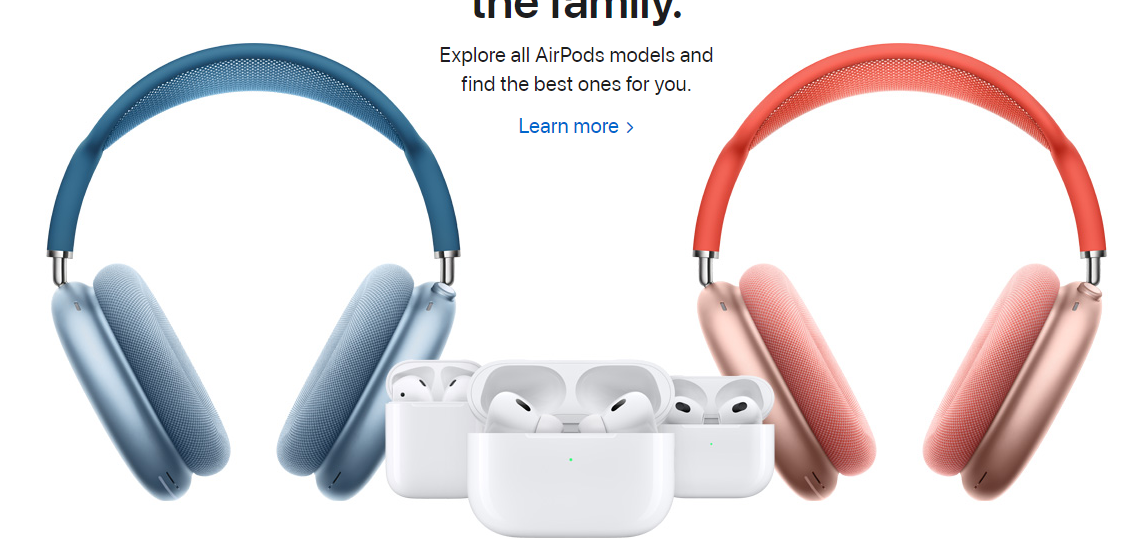 the family.
Explore all AirPods models and
find the best ones for you.
Learn more >